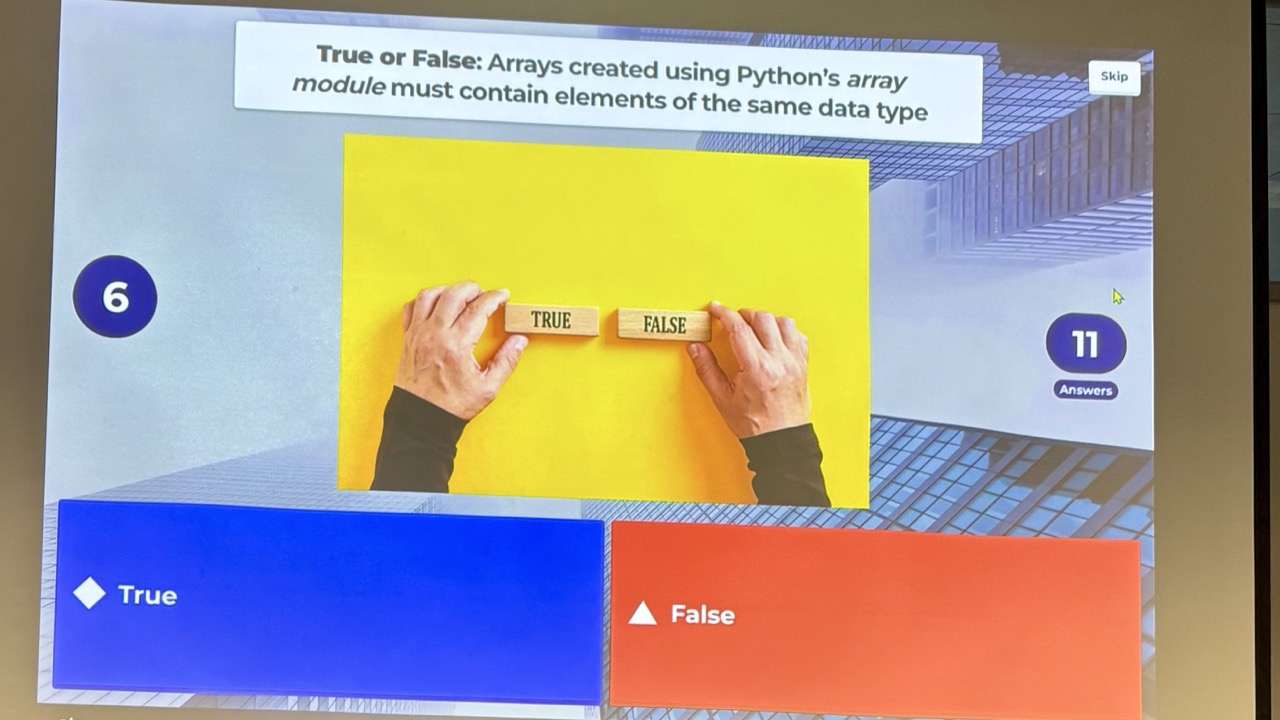 True or False: Arrays created using Python's array
module must contain elements of the same data type
Skip
6
TRUE
FALSE
11
Answers
True
False